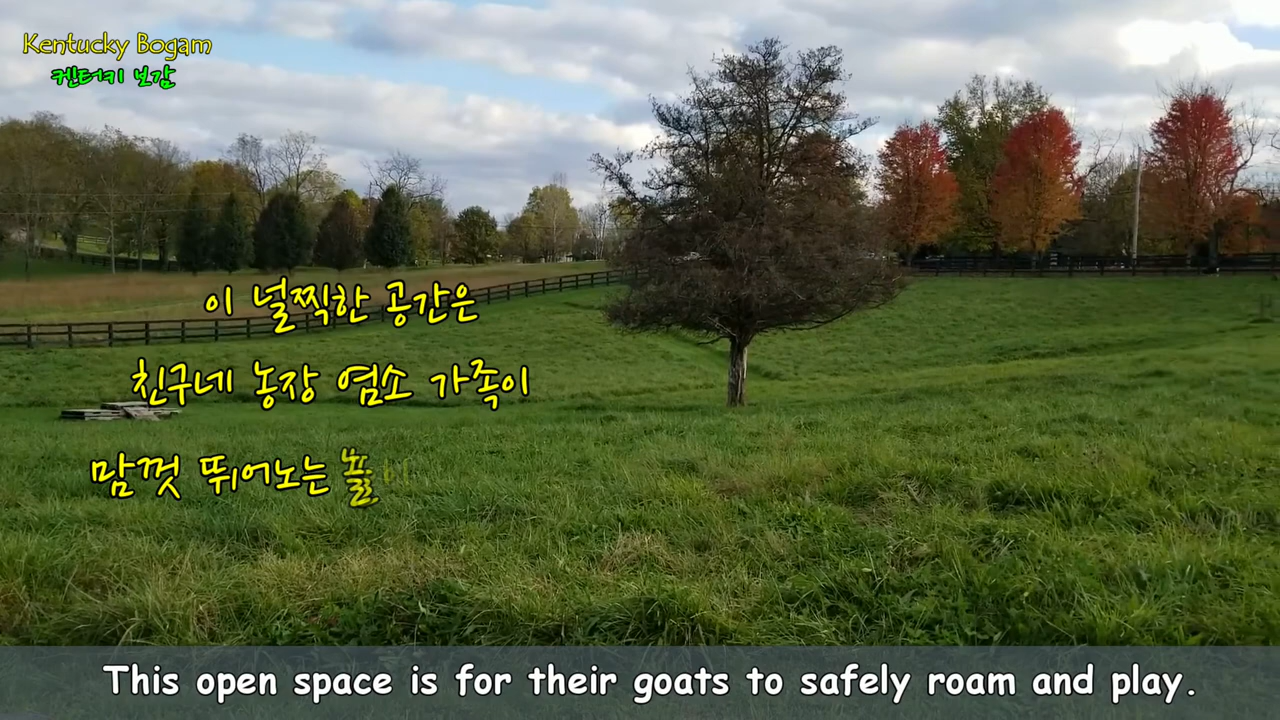 Kentucky Bogam
켄터키 보감
이 널찍한 공간은
친구네 농장 염소 가족이
맘껏 뛰어노는
This open space is for their goats to safely roam and play.